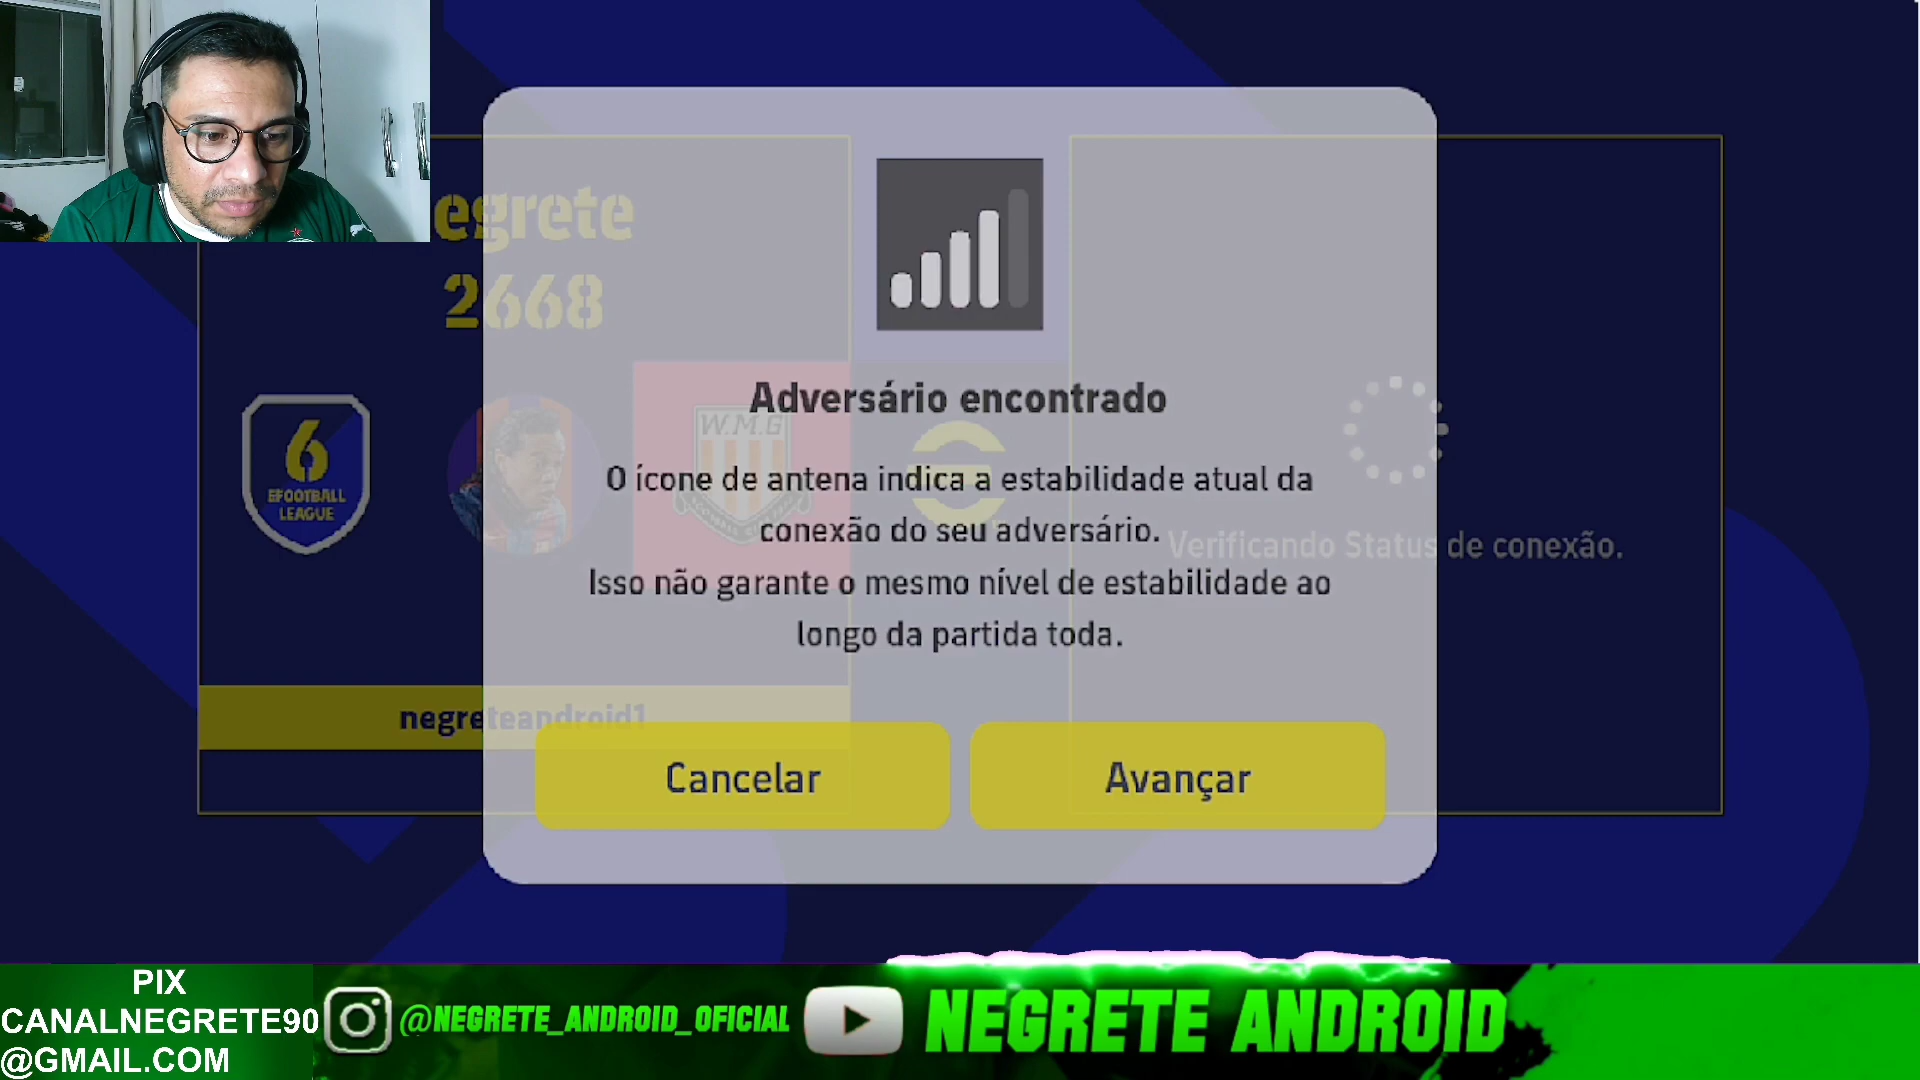 egrete
2668
6
EFOOTBALL
LEAGUE
W.M.G
Adversário encontrado
O ícone de antena indica a estabilidade atual da
conexão do seu adversário.
Isso não garante o mesmo nível de estabilidade ao
longo da partida toda.
Verificando Status de conexão.
negreteandroid1
Cancelar
Avançar
PIX
CANALNEGRETE90
@GMAIL.COM
@NEGRETE_ANDROID_OFICIAL
NEGRETE ANDROID